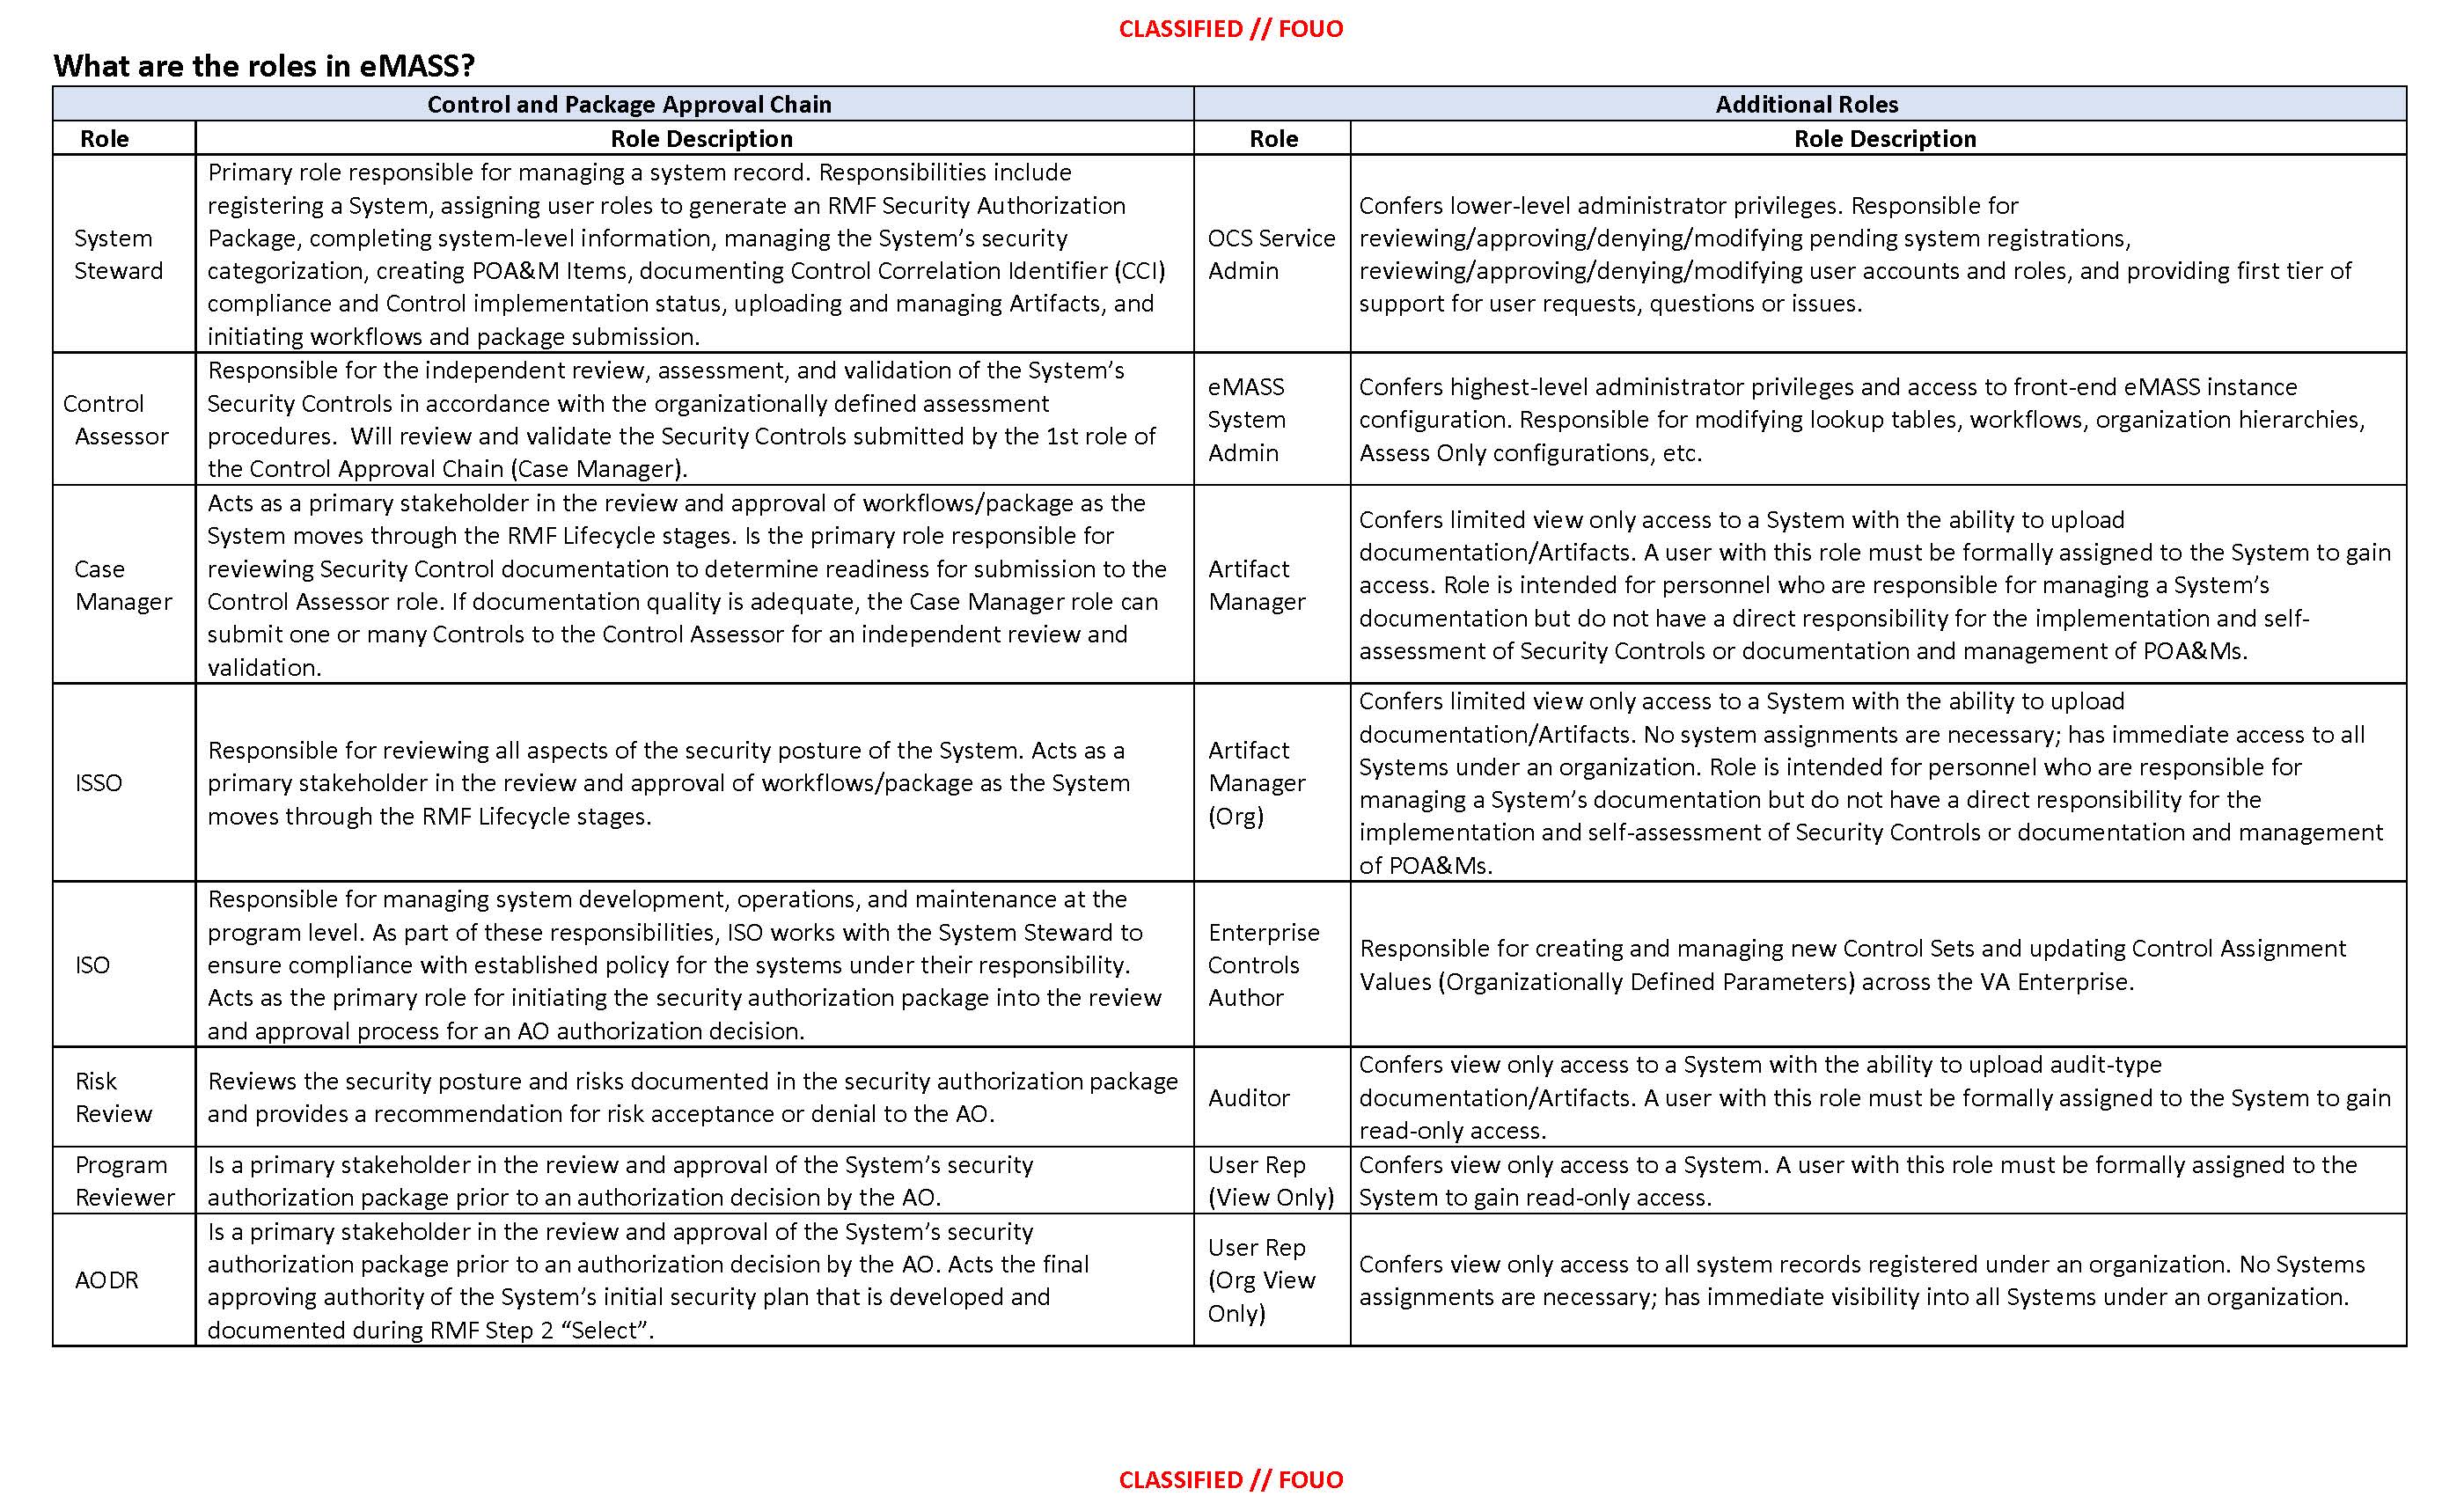 CLASSIFIED // FOUO
What are the roles in eMASS?
Control and Package Approval Chain
Additional Roles
Role
Role Description
Role
Role Description
System
Steward
Primary role responsible for managing a system record. Responsibilities include
registering a System, assigning user roles to generate an RMF Security Authorization
Package, completing system-level information, managing the System’s security
categorization, creating POA&M Items, documenting Control Correlation Identifier (CCI)
compliance and Control implementation status, uploading and managing Artifacts, and
initiating workflows and package submission.
OCS Service
Admin
Confers lower-level administrator privileges. Responsible for
reviewing/approving/denying/modifying pending system registrations,
reviewing/approving/denying/modifying user accounts and roles, and providing first tier of
support for user requests, questions or issues.
Control
Assessor
Responsible for the independent review, assessment, and validation of the System’s
Security Controls in accordance with the organizationally defined assessment
procedures.  Will review and validate the Security Controls submitted by the 1st role of
the Control Approval Chain (Case Manager).
eMASS
System
Admin
Confers highest-level administrator privileges and access to front-end eMASS instance
configuration. Responsible for modifying lookup tables, workflows, organization hierarchies,
Assess Only configurations, etc.
Case
Manager
Acts as a primary stakeholder in the review and approval of workflows/package as the
System moves through the RMF Lifecycle stages. Is the primary role responsible for
reviewing Security Control documentation to determine readiness for submission to the
Control Assessor role. If documentation quality is adequate, the Case Manager role can
submit one or many Controls to the Control Assessor for an independent review and
validation.
Artifact
Manager
Confers limited view only access to a System with the ability to upload
documentation/Artifacts. A user with this role must be formally assigned to the System to gain
access. Role is intended for personnel who are responsible for managing a System’s
documentation but do not have a direct responsibility for the implementation and self-
assessment of Security Controls or documentation and management of POA&Ms.
ISSO
Responsible for reviewing all aspects of the security posture of the System. Acts as a
primary stakeholder in the review and approval of workflows/package as the System
moves through the RMF Lifecycle stages.
Artifact
Manager
(Org)
Confers limited view only access to a System with the ability to upload
documentation/Artifacts. No system assignments are necessary; has immediate access to all
Systems under an organization. Role is intended for personnel who are responsible for
managing a System’s documentation but do not have a direct responsibility for the
implementation and self-assessment of Security Controls or documentation and management
of POA&Ms.
ISO
Responsible for managing system development, operations, and maintenance at the
program level. As part of these responsibilities, ISO works with the System Steward to
ensure compliance with established policy for the systems under their responsibility.
Acts as the primary role for initiating the security authorization package into the review
and approval process for an AO authorization decision.
Enterprise
Controls
Author
Responsible for creating and managing new Control Sets and updating Control Assignment
Values (Organizationally Defined Parameters) across the VA Enterprise.
Risk
Review
Reviews the security posture and risks documented in the security authorization package
and provides a recommendation for risk acceptance or denial to the AO.
Auditor
Confers view only access to a System with the ability to upload audit-type
documentation/Artifacts. A user with this role must be formally assigned to the System to gain
read-only access.
Program
Reviewer
Is a primary stakeholder in the review and approval of the System’s security
authorization package prior to an authorization decision by the AO.
User Rep
(View Only)
Confers view only access to a System. A user with this role must be formally assigned to the
System to gain read-only access.
AODR
Is a primary stakeholder in the review and approval of the System’s security
authorization package prior to an authorization decision by the AO. Acts the final
approving authority of the System’s initial security plan that is developed and
documented during RMF Step 2 “Select”.
User Rep
(Org View
Only)
Confers view only access to all system records registered under an organization. No Systems
assignments are necessary; has immediate visibility into all Systems under an organization.
CLASSIFIED // FOUO